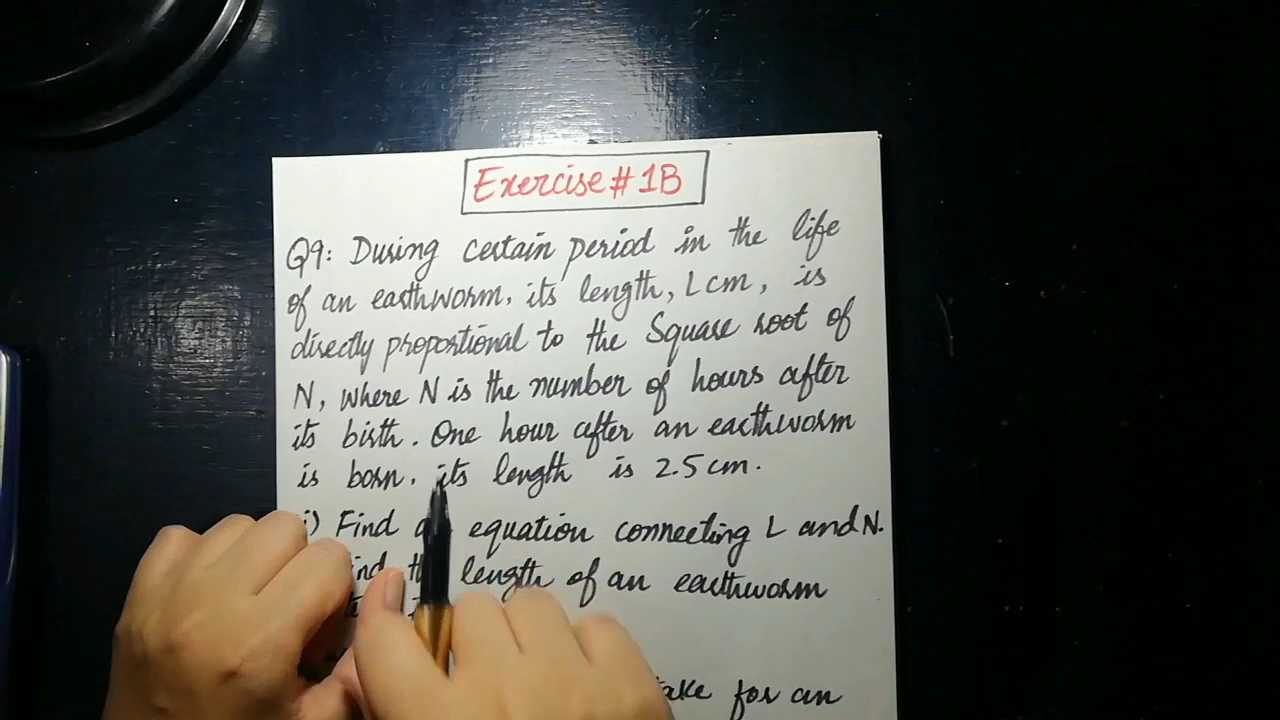 Exercise # 1B
Q9: During certain period in the life
of an earthworm, its length, L cm, is
directly proportional to the Square root of
N, where N is the number of hours after
its birth. One hour after an earthworm
is born, its length is 2.5 cm.
i) Find equation connecting L and N.
length of an earthworm
for an